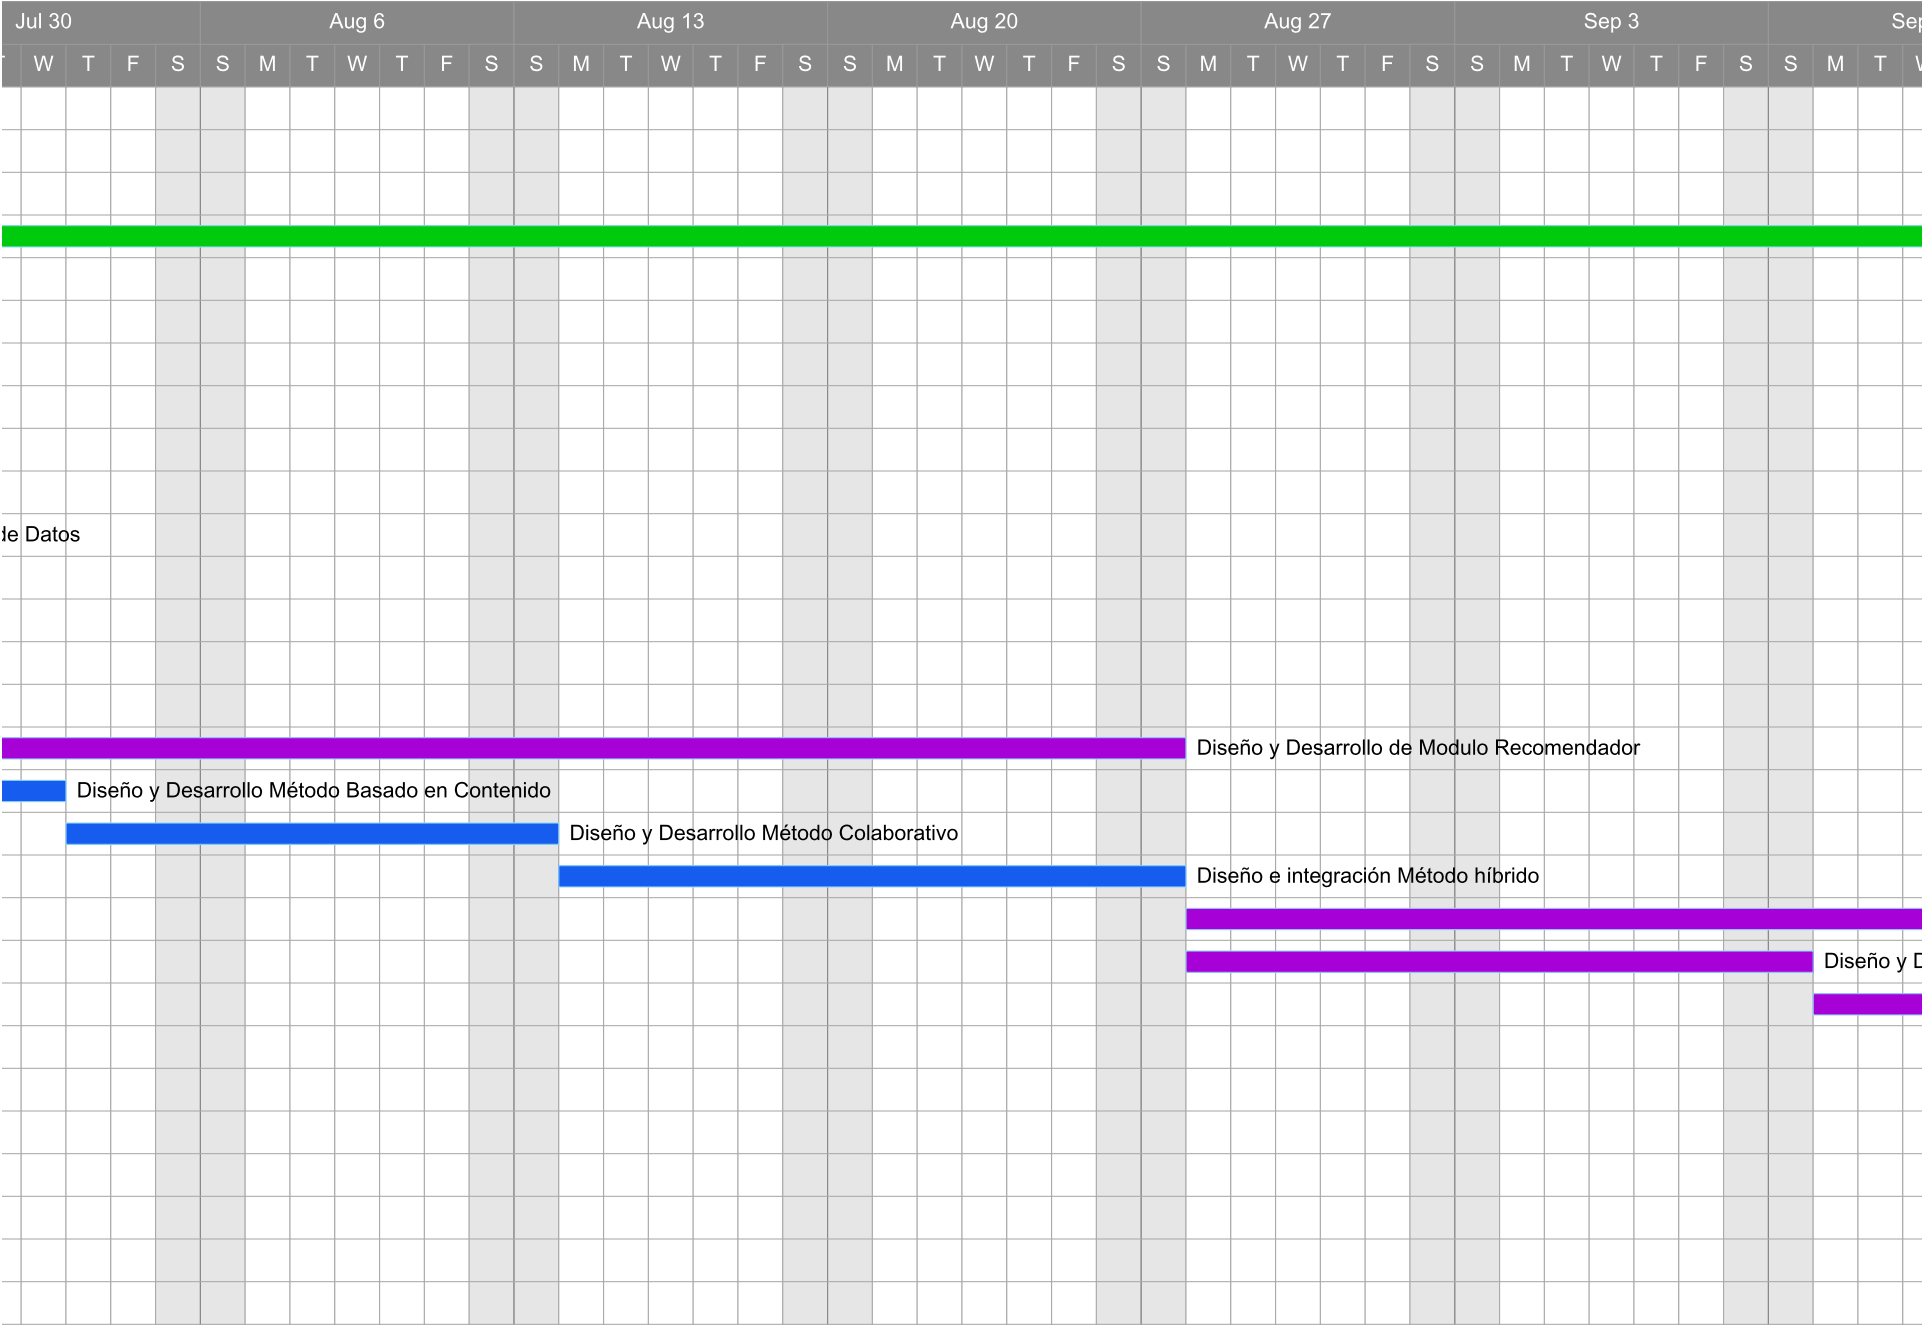 Jul 30 Aug 6 Aug 13 Aug 20 Aug 27 Sep 3
W T F S S M T W T F S S M T W T F S S M T W T F S S M T W T F S S M T W T F S S M T
de Datos
Diseño y Desarrollo de Modulo Recomendador
Diseño y Desarrollo Método Basado en Contenido
Diseño y Desarrollo Método Colaborativo
Diseño e integración Método híbrido
Diseño y